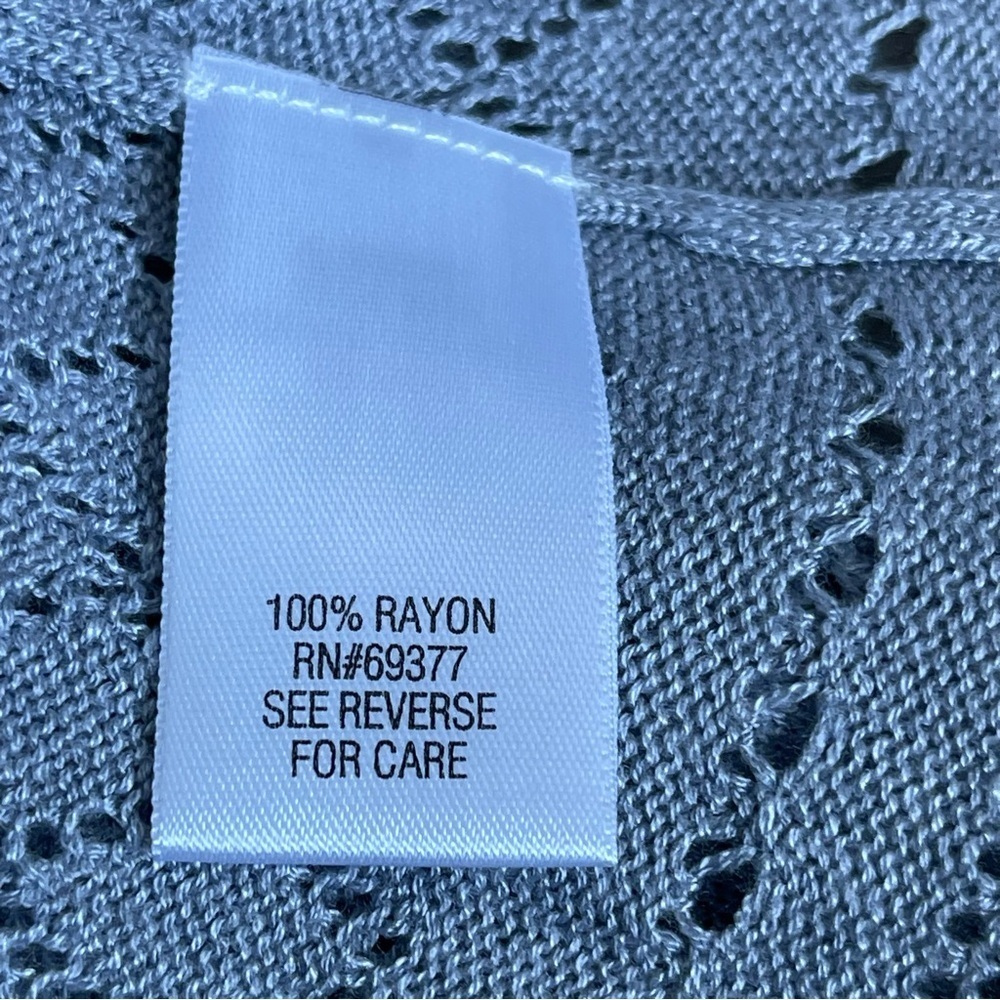 100% RAYON
RN#69377
SEE REVERSE
FOR CARE